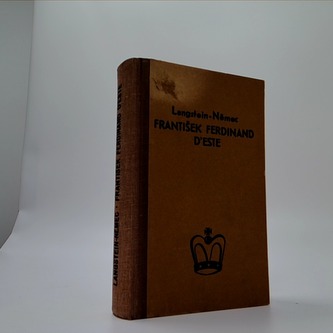 Langstein-Němec
FRANTIŠEK FERDINAND
D'ESTE
LANGSTEIN-NĚMEC - FRANTIŠEK FERDINAND D'ESTE